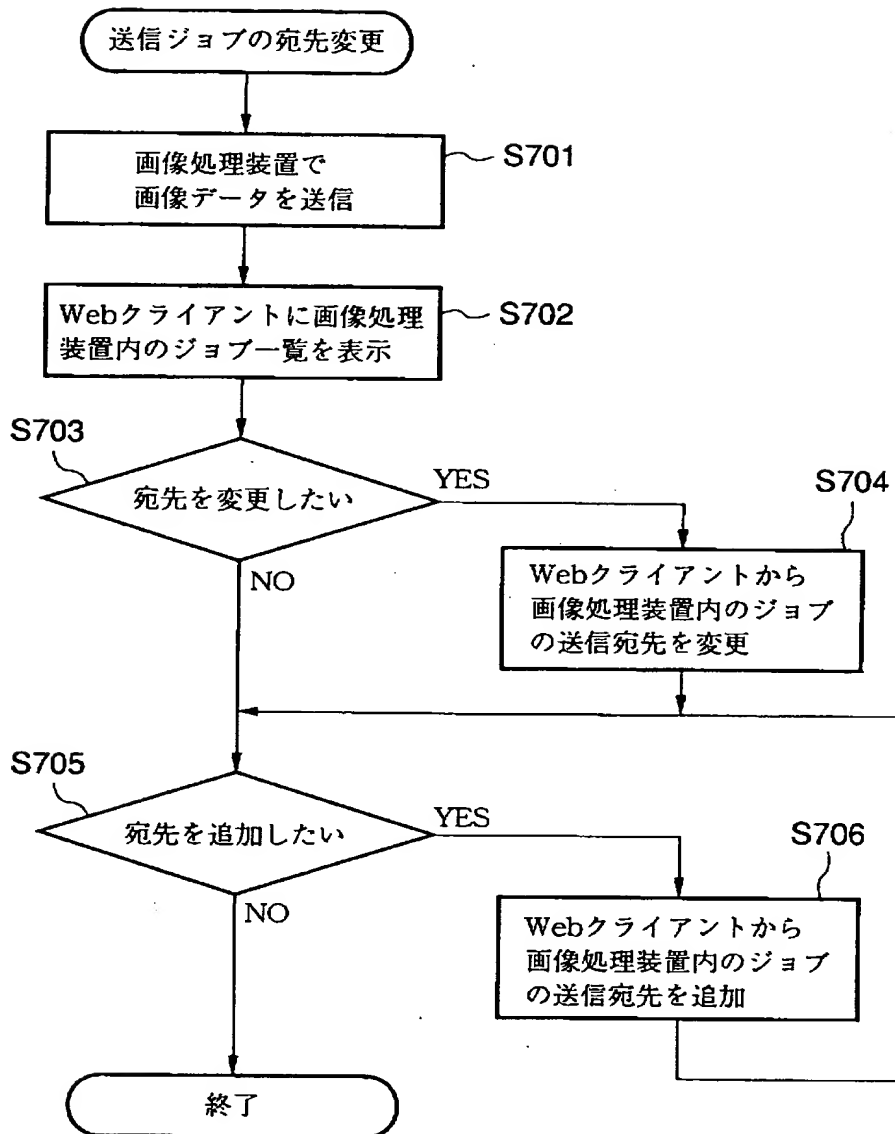 送信ジョブの宛先変更
画像処理装置で
画像データを送信
S701
Webクライアントに画像処理
装置内のジョブ一覧を表示
S702
S703
宛先を変更したい
YES
NO
S704
Webクライアントから
画像処理装置内のジョブ
の送信宛先を変更
S705
宛先を追加したい
YES
NO
S706
Webクライアントから
画像処理装置内のジョブ
の送信宛先を追加
終了